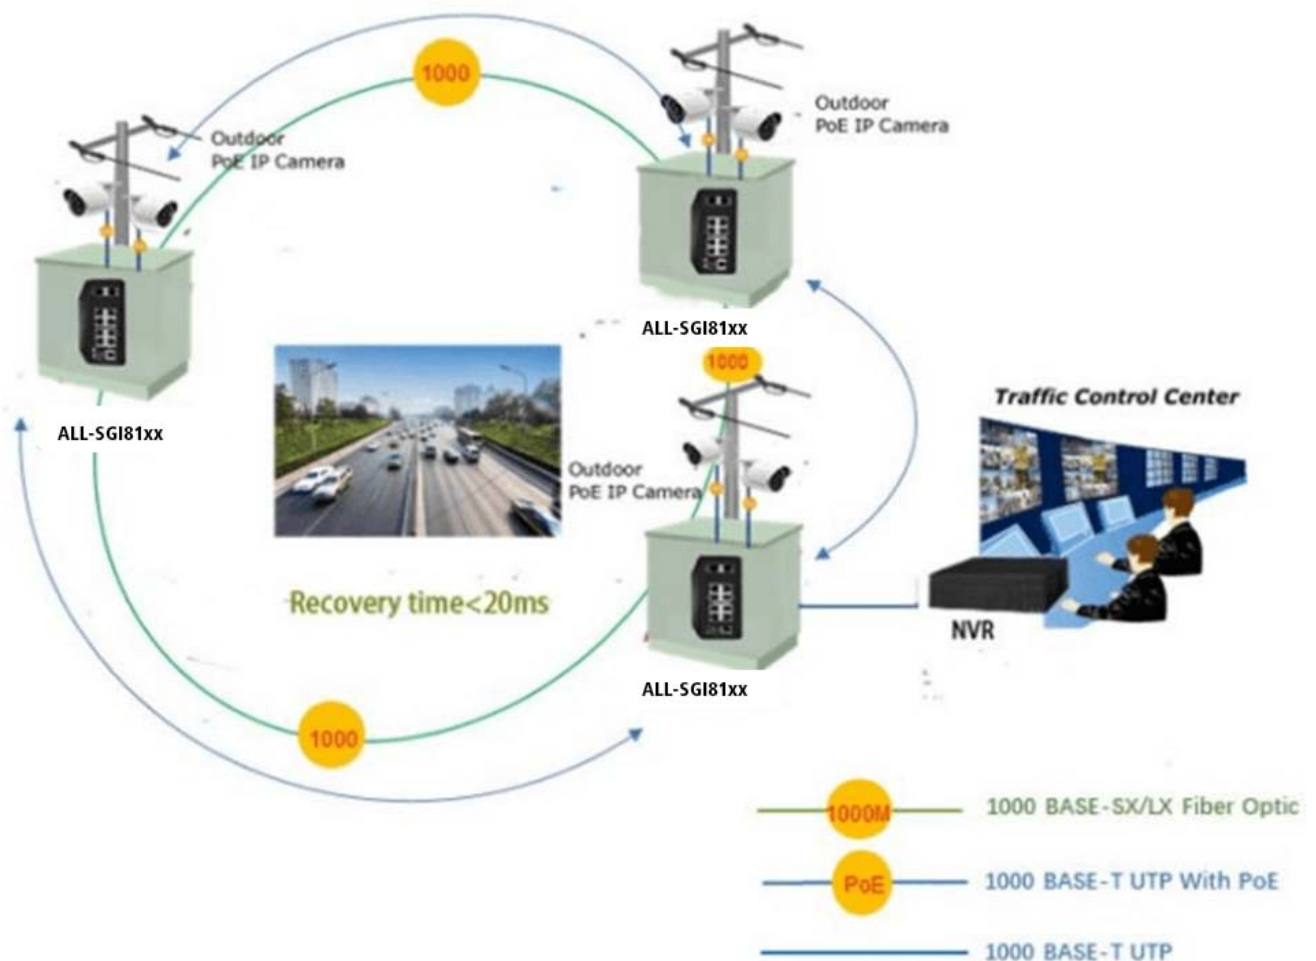 1000
Outdoor
PoE IP Camera
Outdoor
PoE IP Camera
ALL-SGI81xx
1000
ALL-SGI81xx
Traffic Control Center
Outdoor
PoE IP Camera
Recovery time<20ms
NVR
ALL-SGI81xx
1000
1000M
1000 BASE-SX/LX Fiber Optic
PoE
1000 BASE-T UTP With PoE
1000 BASE-T UTP